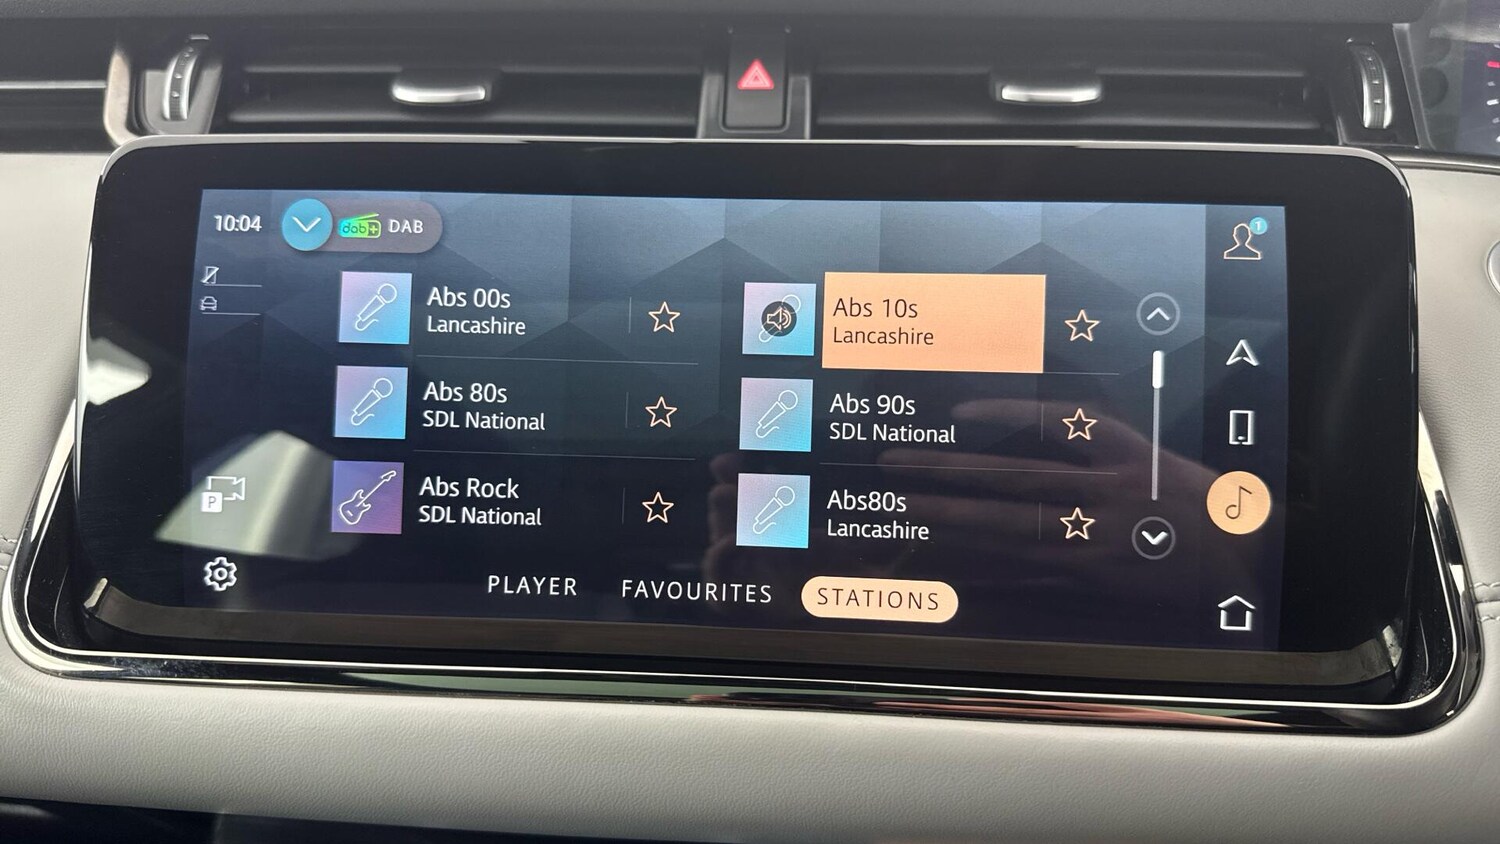 10:04
dab+ DAB
1
Abs 00s
Lancashire
Abs 10s
Lancashire
Abs 80s
SDL National
Abs 90s
SDL National
Abs Rock
SDL National
Abs80s
Lancashire
P
PLAYER FAVOURITES STATIONS